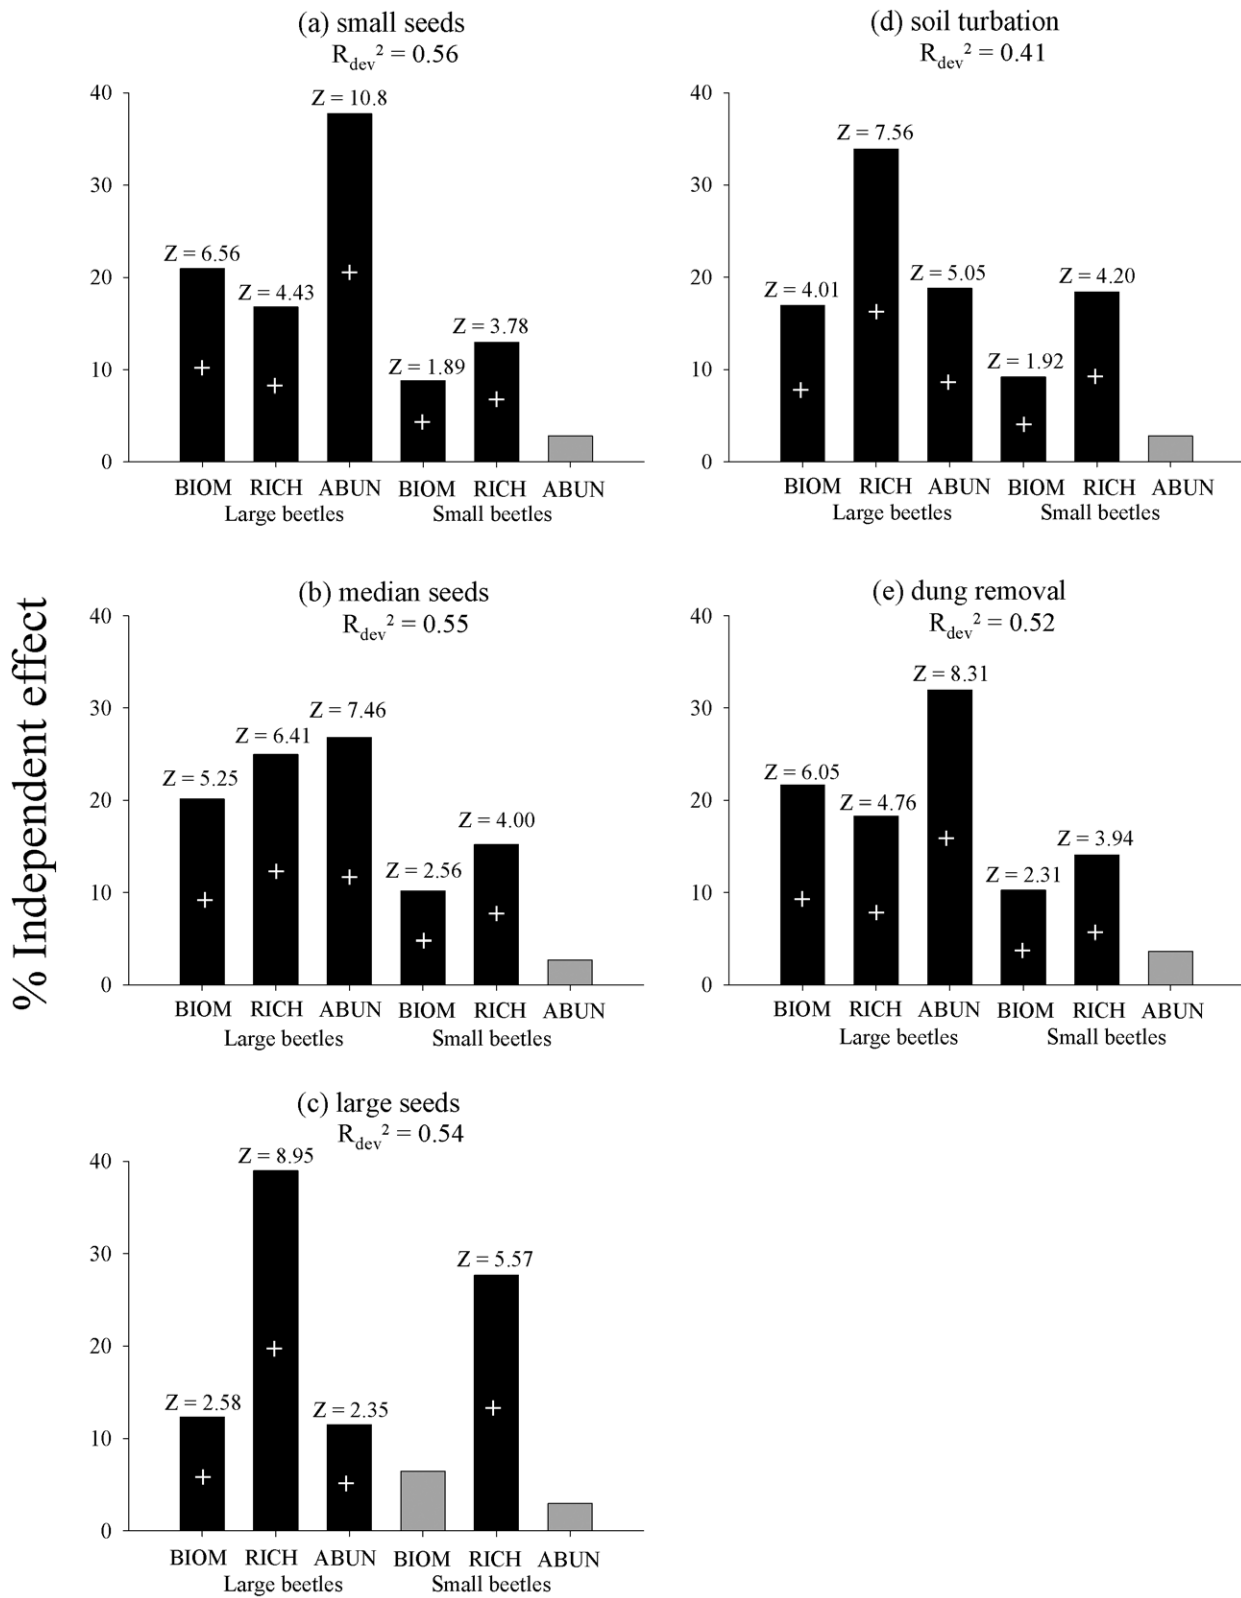 % Independent effect
(a) small seeds
R_dev² = 0.56
40
30
20
10
0
Z = 6.56
Z = 4.43
Z = 10.8
Z = 1.89
Z = 3.78
+ + + + +
BIOM RICH ABUN BIOM RICH ABUN
Large beetles Small beetles
(b) median seeds
R_dev² = 0.55
40
30
20
10
0
Z = 5.25
Z = 6.41
Z = 7.46
Z = 2.56
Z = 4.00
+ + + + +
BIOM RICH ABUN BIOM RICH ABUN
Large beetles Small beetles
(c) large seeds
R_dev² = 0.54
40
30
20
10
0
Z = 2.58
Z = 8.95
Z = 2.35
Z = 5.57
+ + + +
BIOM RICH ABUN BIOM RICH ABUN
Large beetles Small beetles
(d) soil turbation
R_dev² = 0.41
40
30
20
10
0
Z = 4.01
Z = 7.56
Z = 5.05
Z = 1.92
Z = 4.20
+ + + + +
BIOM RICH ABUN BIOM RICH ABUN
Large beetles Small beetles
(e) dung removal
R_dev² = 0.52
40
30
20
10
0
Z = 6.05
Z = 4.76
Z = 8.31
Z = 2.31
Z = 3.94
+ + + + +
BIOM RICH ABUN BIOM RICH ABUN
Large beetles Small beetles